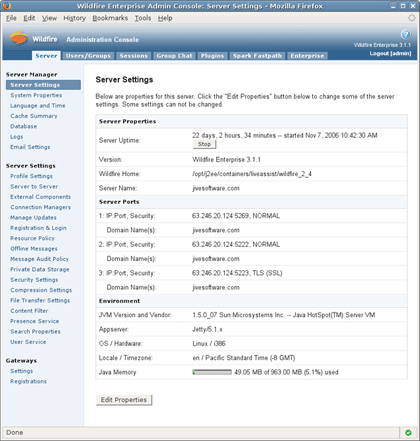 Wildfire Enterprise Admin Console: Server Settings - Mozilla Firefox
File Edit View History Bookmarks Tools Help
Wildfire Administration Console
Wildfire Enterprise 3.1.1
Logout [admin]
Server Users/Groups Sessions Group Chat Plugins Spark Fastpath Enterprise
Server Manager
Server Settings
System Properties
Language and Time
Cache Summary
Database
Logs
Email Settings
Server Settings
Profile Settings
Server to Server
External Components
Connection Managers
Manage Updates
Registration & Login
Resource Policy
Offline Messages
Message Audit Policy
Private Data Storage
Security Settings
Compression Settings
File Transfer Settings
Content Filter
Presence Service
Search Properties
User Service
Gateways
Settings
Registrations
Server Settings
Below are properties for this server. Click the "Edit Properties" button below to change some of the server
settings. Some settings can not be changed.
Server Properties
Server Uptime: 22 days, 2 hours, 34 minutes -- started Nov 7, 2006 10:42:30 AM
Stop
Version: Wildfire Enterprise 3.1.1
Wildfire Home: /opt/j2ee/containers/liveassist/wildfire_2_4
Server Name: jivesoftware.com
Server Ports
1: IP:Port, Security: 63.246.20.124:5269, NORMAL
Domain Name(s): jivesoftware.com
2: IP:Port, Security: 63.246.20.124:5222, NORMAL
Domain Name(s): jivesoftware.com
3: IP:Port, Security: 63.246.20.124:5223, TLS (SSL)
Domain Name(s): jivesoftware.com
Environment
JVM Version and Vendor: 1.5.0_07 Sun Microsystems Inc. -- Java HotSpot(TM) Server VM
Appserver: Jetty/5.1.x
OS / Hardware: Linux / i386
Locale / Timezone: en / Pacific Standard Time (-8 GMT)
Java Memory 49.05 MB of 963.00 MB (5.1%) used
Edit Properties
Done